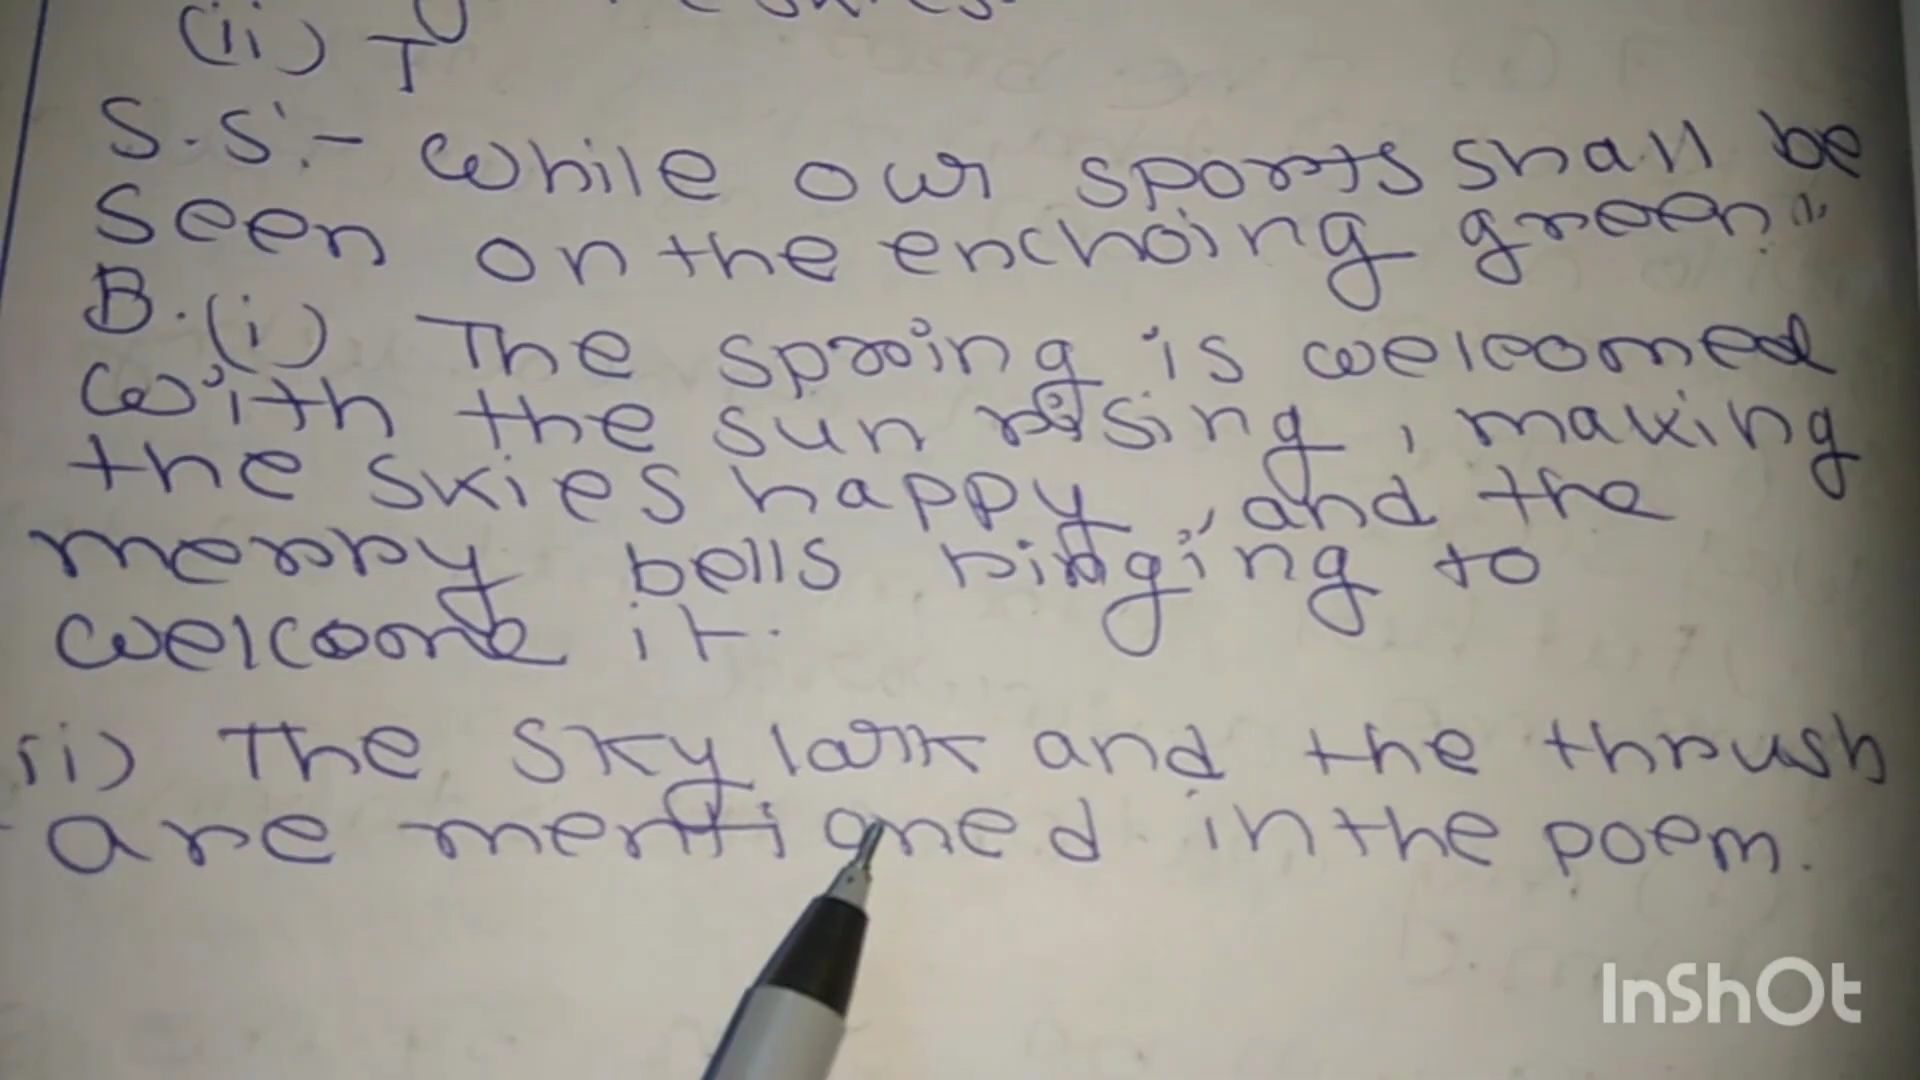 (ii) T
S.S:- While our sports shall be
seen on the enchoing green."
B. (i) The spring is welcomed
with the sun rising, making
the skies happy, and the
merry bells ringing to
welcome it.
ii) The sky lark and the thrush
are mentioned in the poem.
InShOt